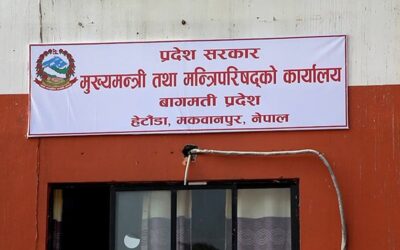 प्रदेश सरकार
मुख्यमन्त्री तथा मन्त्रिपरिषद्को कार्यालय
बागमती प्रदेश
हेटौंडा, मकवानपुर, नेपाल